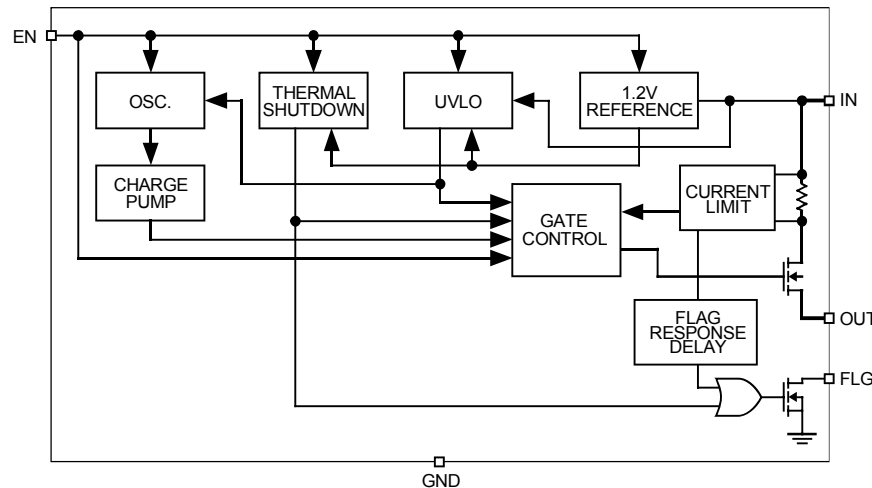 EN
OSC.
THERMAL
SHUTDOWN
UVLO
1.2V
REFERENCE
IN
CHARGE
PUMP
GATE
CONTROL
CURRENT
LIMIT
OUT
FLAG
RESPONSE
DELAY
FLG
GND